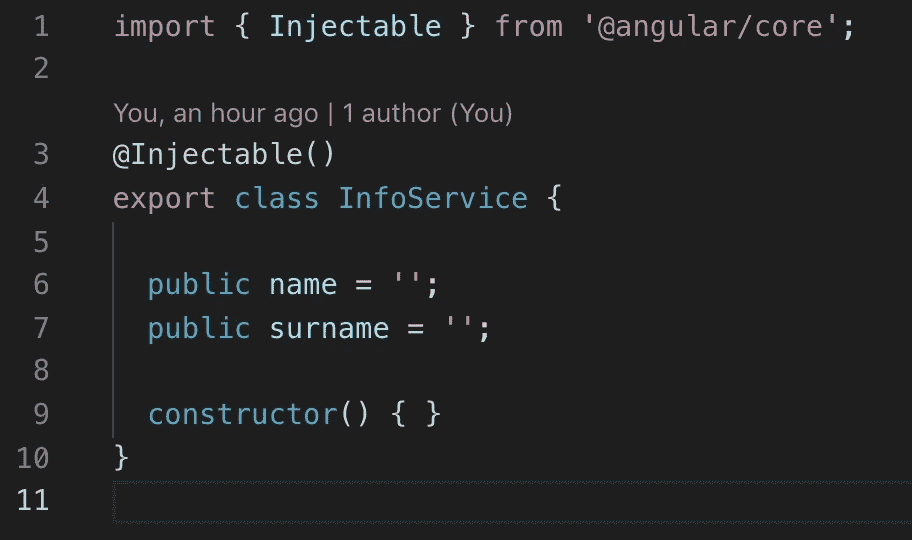 1 import { Injectable } from '@angular/core';
2
You, an hour ago | 1 author (You)
3 @Injectable()
4 export class InfoService {
5
6 public name = '';
7 public surname = '';
8
9 constructor() { }
10 }
11